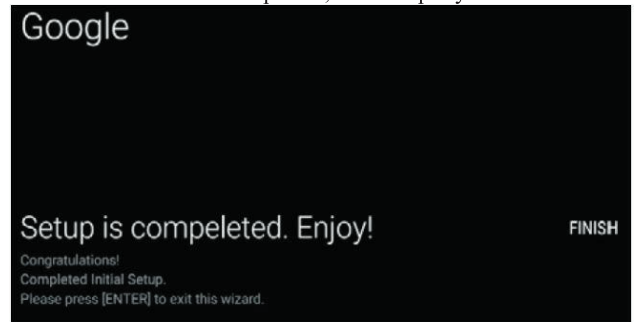 Google
Setup is compeleted. Enjoy!
FINISH
Congratulations!
Completed Initial Setup.
Please press [ENTER] to exit this wizard.